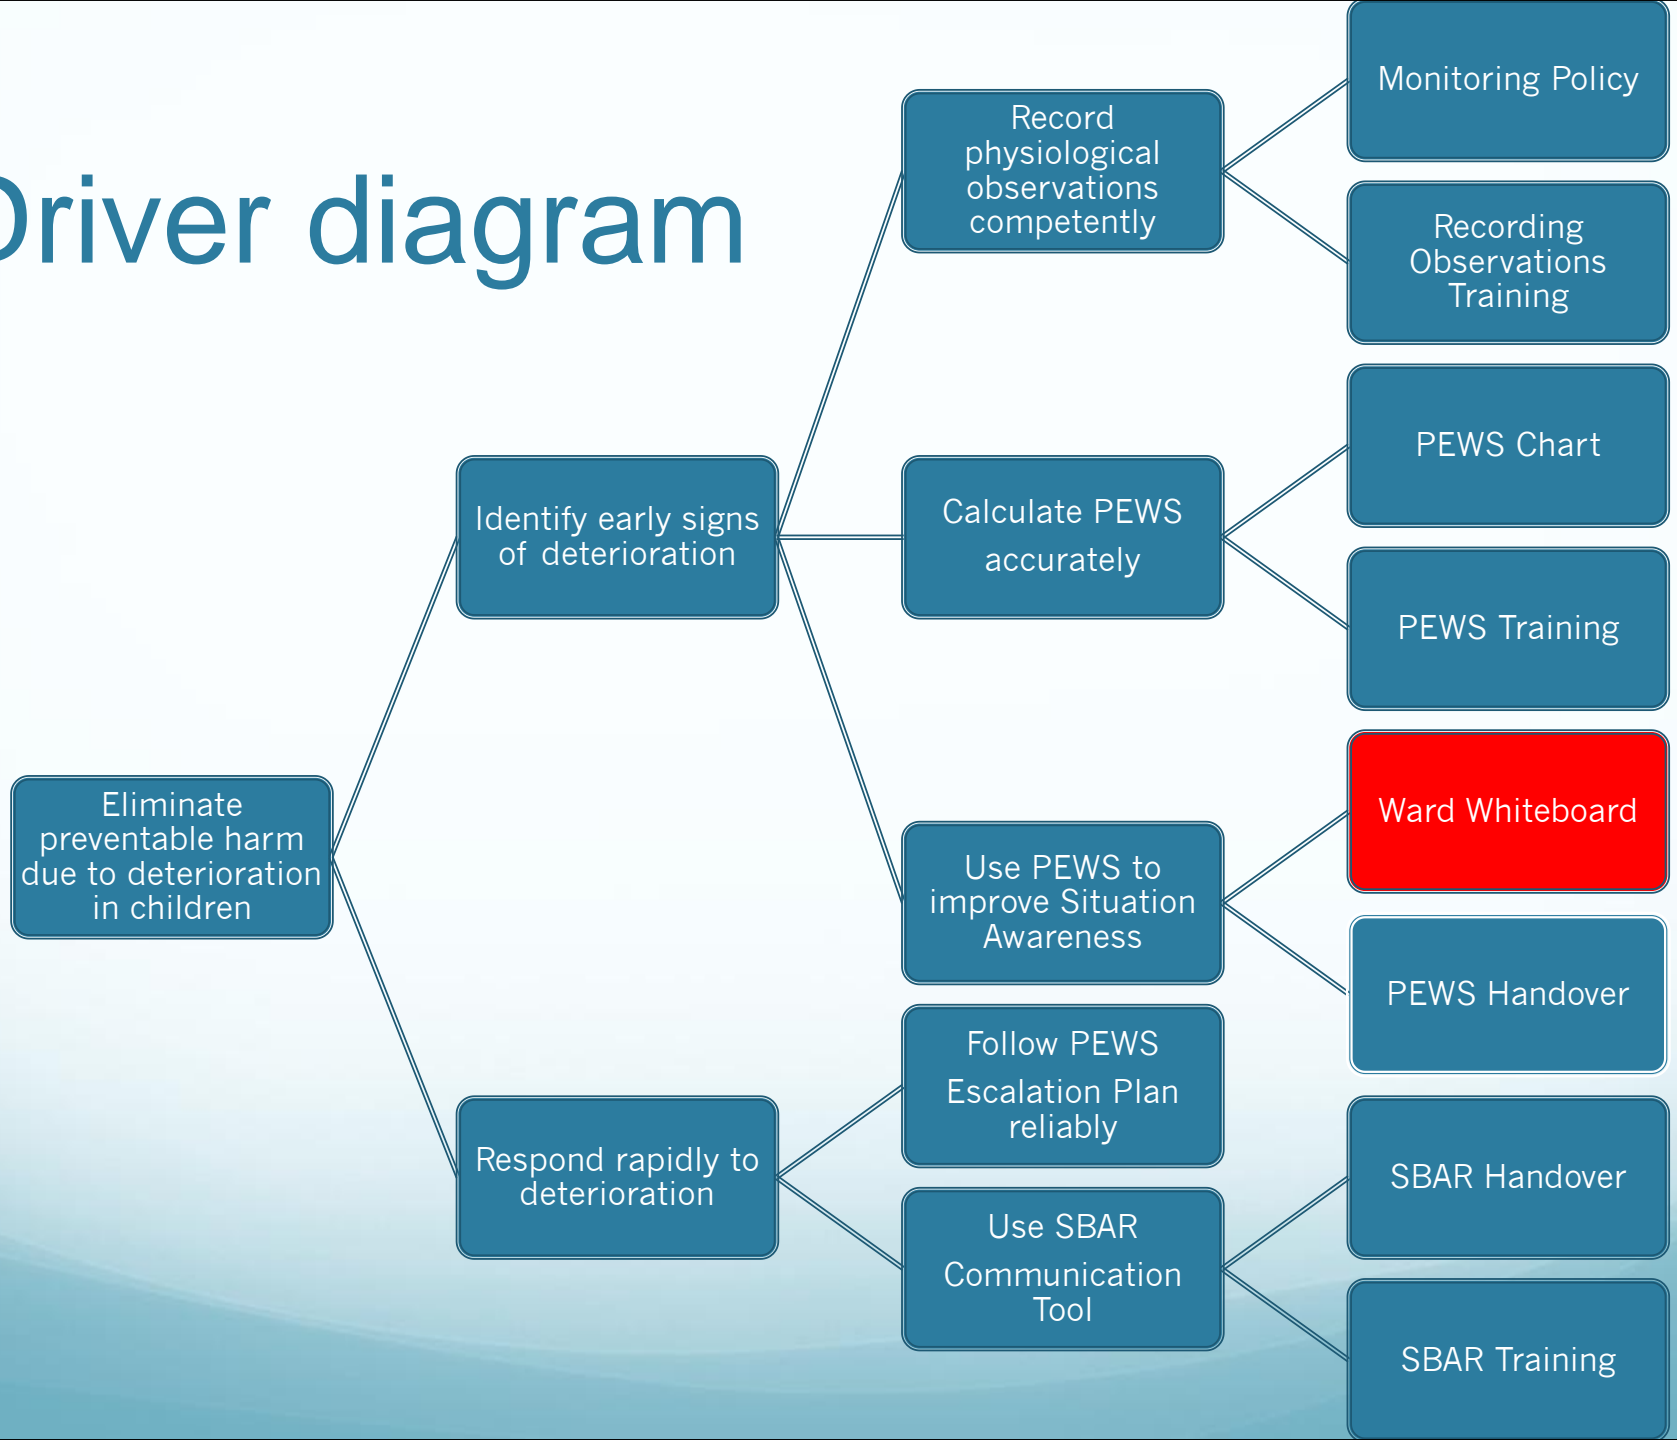 Driver diagram
Eliminate
preventable harm
due to deterioration
in children
Identify early signs
of deterioration
Respond rapidly to
deterioration
Record
physiological
observations
competently
Calculate PEWS
accurately
Use PEWS to
improve Situation
Awareness
Follow PEWS
Escalation Plan
reliably
Use SBAR
Communication
Tool
Monitoring Policy
Recording
Observations
Training
PEWS Chart
PEWS Training
Ward Whiteboard
PEWS Handover
SBAR Handover
SBAR Training